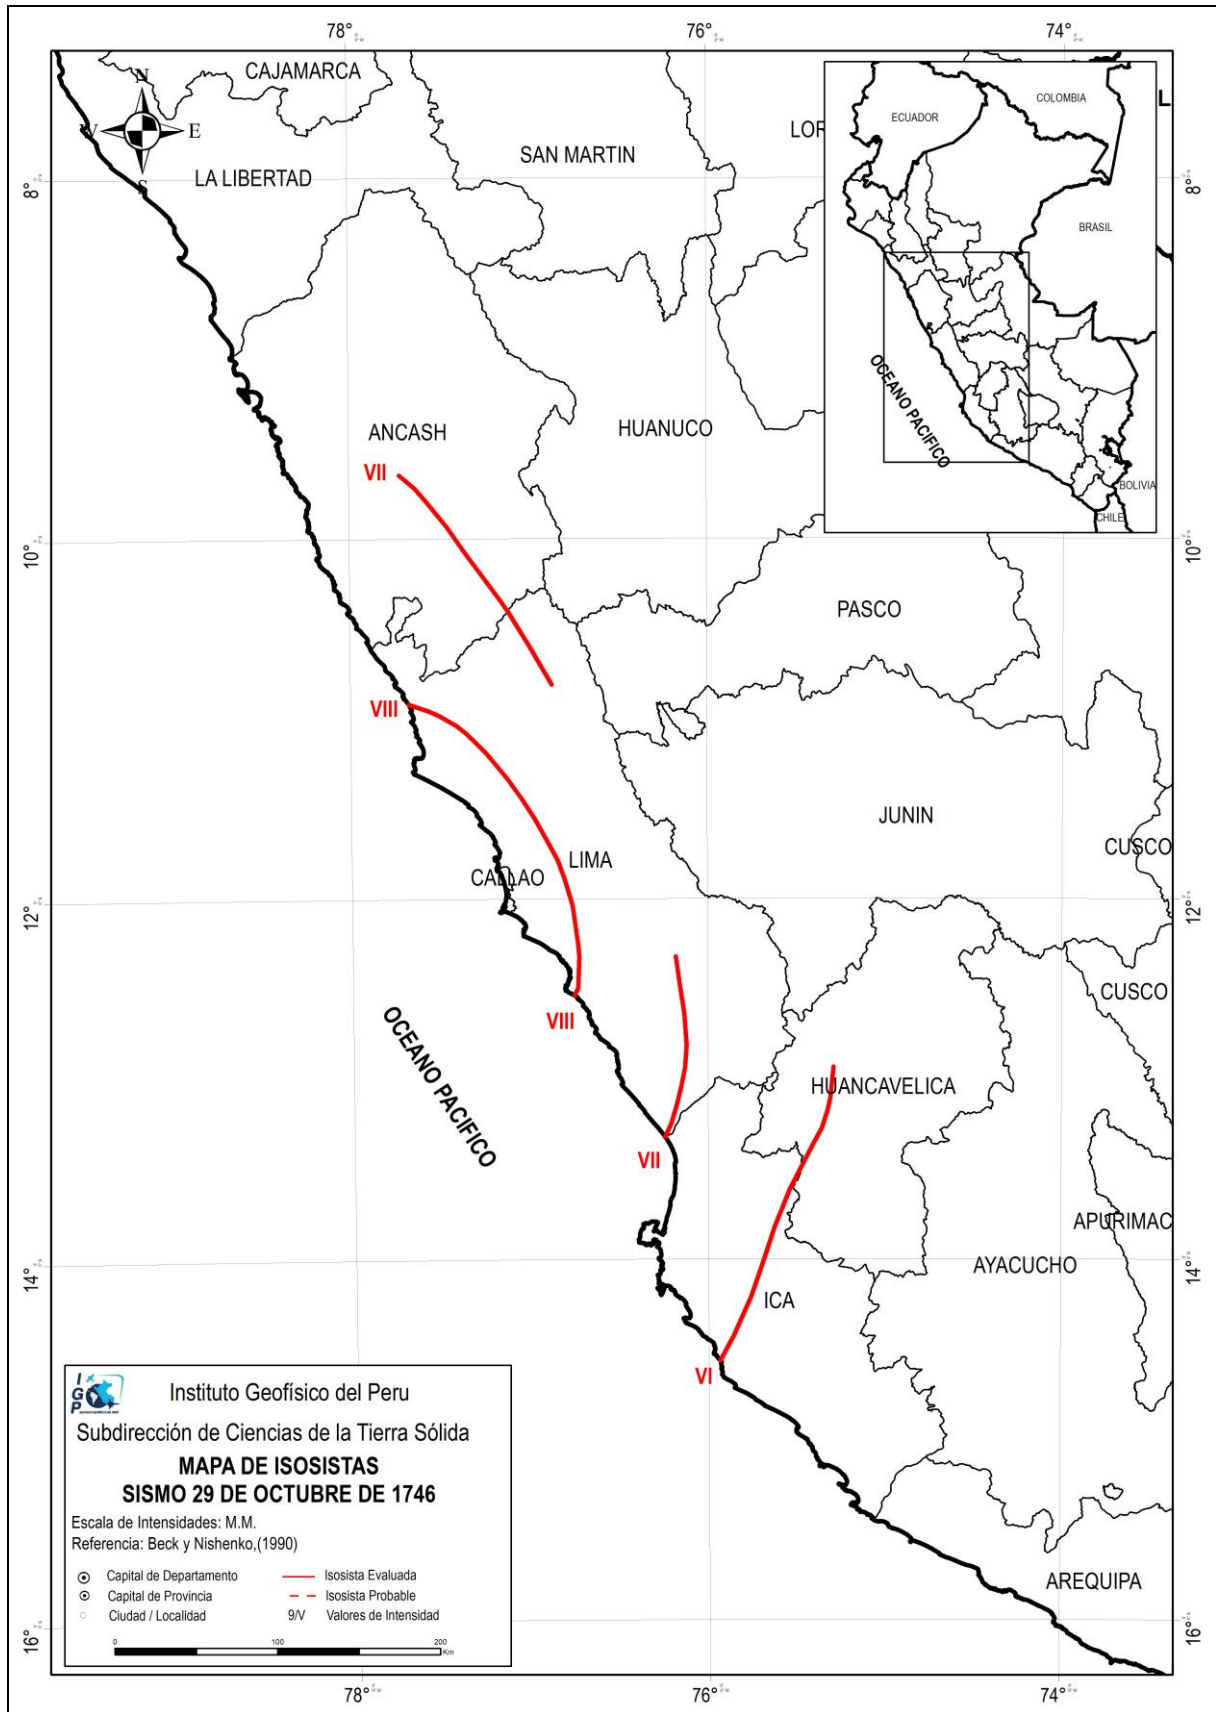 78°
76°
74°
CAJAMARCA
N
W
E
S
LA LIBERTAD
SAN MARTIN
LOR
L
8°
8°
ECUADOR
COLOMBIA
BRASIL
OCEANO PACIFICO
BOLIVIA
CHILE
ANCASH
HUANUCO
VII
10°
10°
PASCO
VIII
JUNIN
CUSCO
LIMA
CALLAO
12°
12°
CUSCO
VIII
OCEANO PACIFICO
HUANCAVELICA
VII
APURIMAC
14°
14°
AYACUCHO
ICA
VI
I
G
P
Instituto Geofísico del Peru
Subdirección de Ciencias de la Tierra Sólida
MAPA DE ISOSISTAS
SISMO 29 DE OCTUBRE DE 1746
Escala de Intensidades: M.M.
Referencia: Beck y Nishenko,(1990)
Capital de Departamento
Isosista Evaluada
Capital de Provincia
Isosista Probable
Ciudad / Localidad
9/V Valores de Intensidad
0 100 200
Km
AREQUIPA
16°
16°
78°
76°
74°